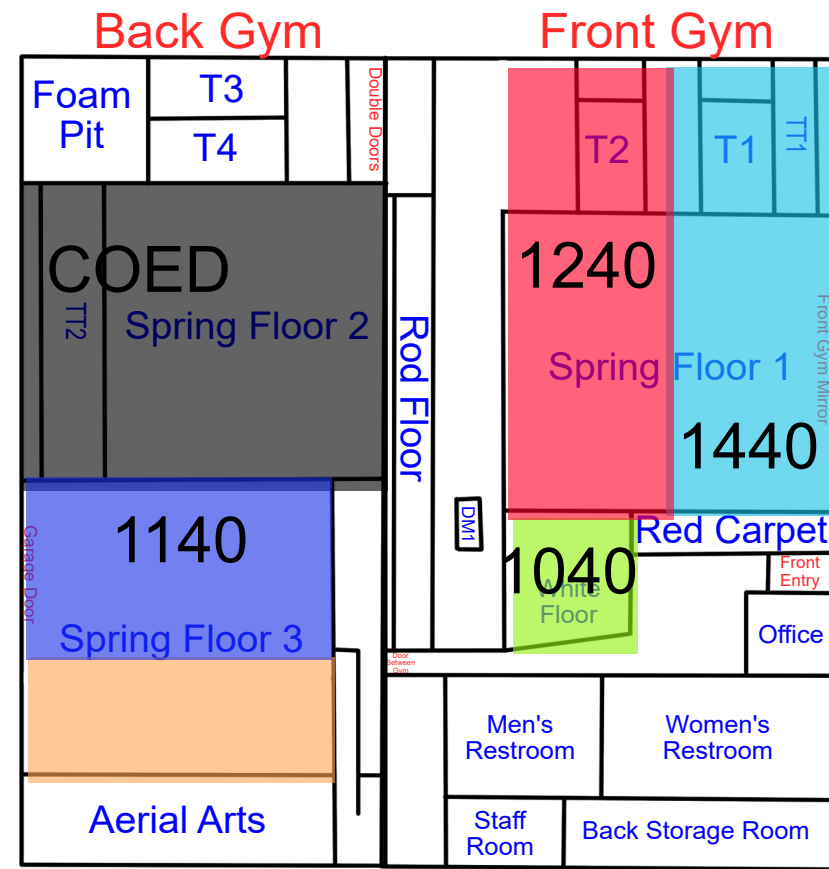 Back Gym
Front Gym
Foam
Pit
T3
T4
Double Doors
T2
T1
TT1
COED
TT2
Spring Floor 2
Rod Floor
1240
Spring Floor 1
Front Gym Mirror
1440
1140
Garage Door
Spring Floor 3
DM1
1040
White
Floor
Red Carpet
Front
Entry
Office
Door
Between
Gym
Men's
Restroom
Women's
Restroom
Aerial Arts
Staff
Room
Back Storage Room